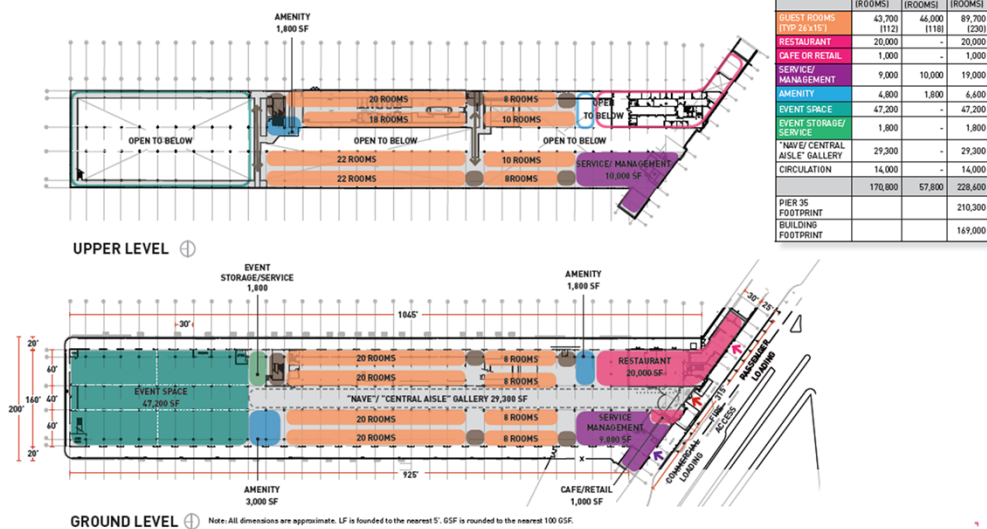 AMENITY
1,800 SF
20 ROOMS
8 ROOMS
OPEN
TO BELOW
18 ROOMS
10 ROOMS
OPEN TO BELOW
OPEN TO BELOW
OPEN TO BELOW
22 ROOMS
10 ROOMS
SERVICE/ MANAGEMENT
10,000 SF
22 ROOMS
8ROOMS
UPPER LEVEL
(ROOMS) (ROOMS) (ROOMS)
GUEST ROOMS 43,700 46,000 89,700
(TYP 26'x15') (112) (118) (230)
RESTAURANT 20,000 - 20,000
CAFE OR RETAIL 1,000 - 1,000
SERVICE/
MANAGEMENT 9,000 10,000 19,000
AMENITY 4,800 1,800 6,600
EVENT SPACE 47,200 - 47,200
EVENT STORAGE/
SERVICE 1,800 - 1,800
"NAVE/ CENTRAL
AISLE" GALLERY 29,300 - 29,300
CIRCULATION 14,000 - 14,000
170,800 57,800 228,600
PIER 35
FOOTPRINT 210,300
BUILDING
FOOTPRINT 169,000
EVENT
STORAGE/SERVICE
1,800
AMENITY
1,800 SF
1045'
30'
30'
25'
20'
60'
40'
60'
20'
160'
200'
20 ROOMS
8 ROOMS
RESTAURANT
20,000 SF
20 ROOMS
8 ROOMS
EVENT SPACE
47,200 SF
"NAVE"/ "CENTRAL AISLE" GALLERY 29,300 SF
20 ROOMS
8 ROOMS
SERVICE
MANAGEMENT
9,000 SF
20 ROOMS
8 ROOMS
PASSENGER
LOADING
315'
FIRE
ACCESS
COMMERCIAL
LOADING
925'
AMENITY
3,000 SF
CAFE/RETAIL
1,000 SF
GROUND LEVEL
Note: All dimensions are approximate. LF is founded to the nearest 5'. GSF is rounded to the nearest 100 GSF.